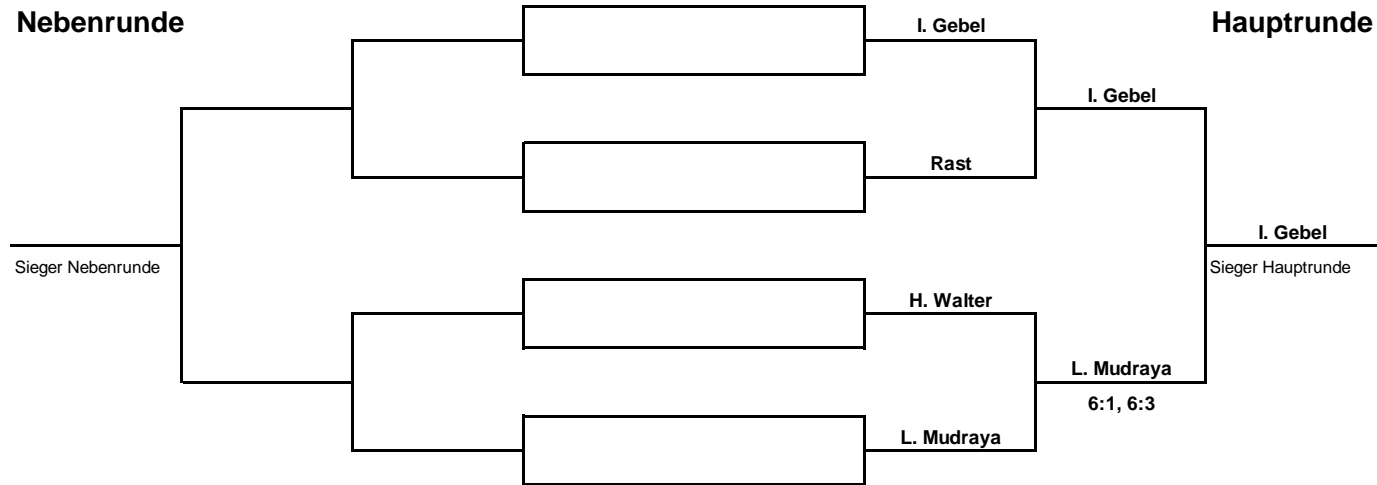 Nebenrunde
Hauptrunde
I. Gebel
I. Gebel
Rast
I. Gebel
Sieger Nebenrunde
Sieger Hauptrunde
H. Walter
L. Mudraya
6:1, 6:3
L. Mudraya